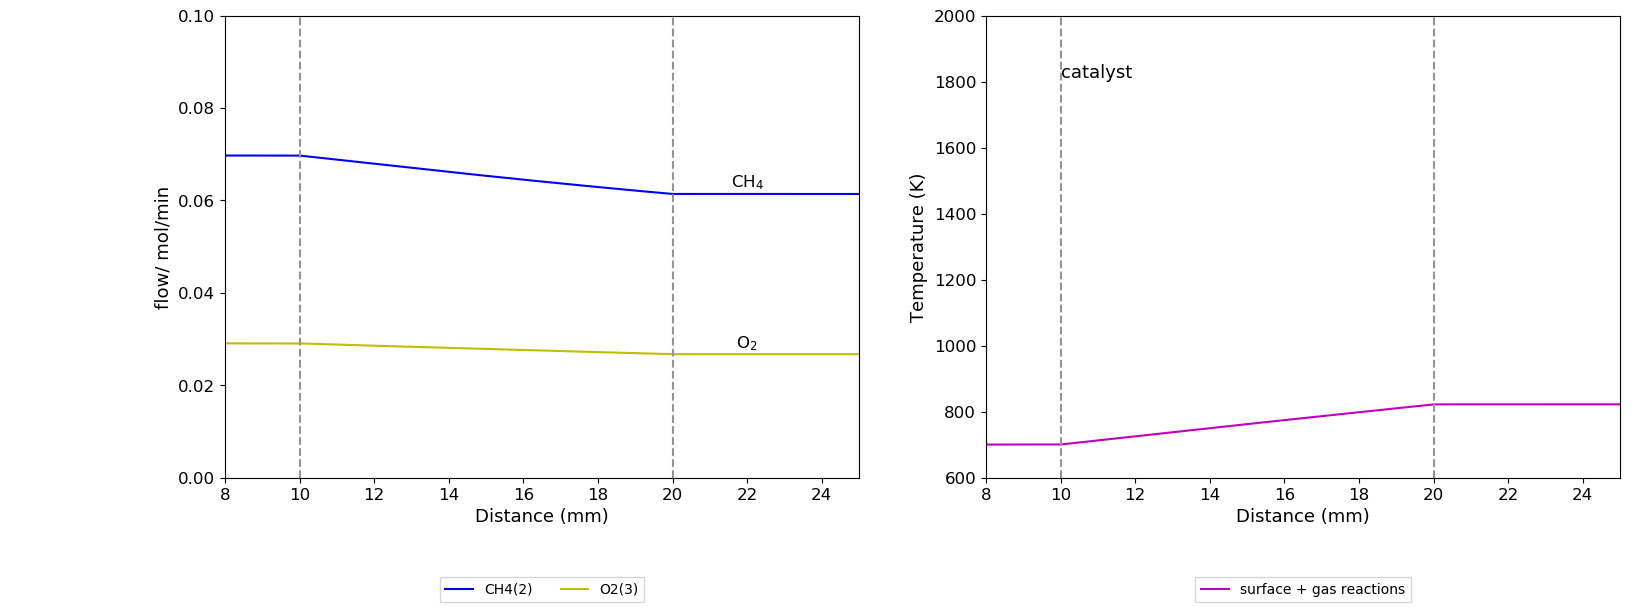 0.10
0.08
0.06
0.04
0.02
0.00
flow/ mol/min
CH₄
O₂
8 10 12 14 16 18 20 22 24
Distance (mm)
CH4(2) O2(3)
2000
1800
1600
1400
1200
1000
800
600
Temperature (K)
catalyst
8 10 12 14 16 18 20 22 24
Distance (mm)
surface + gas reactions